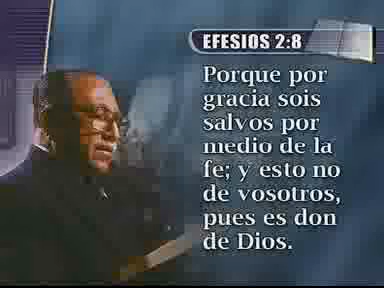 EFESIOS 2:8
Porque por
gracia sois
salvos por
medio de la
fe; y esto no
de vosotros,
pues es don
de Dios.